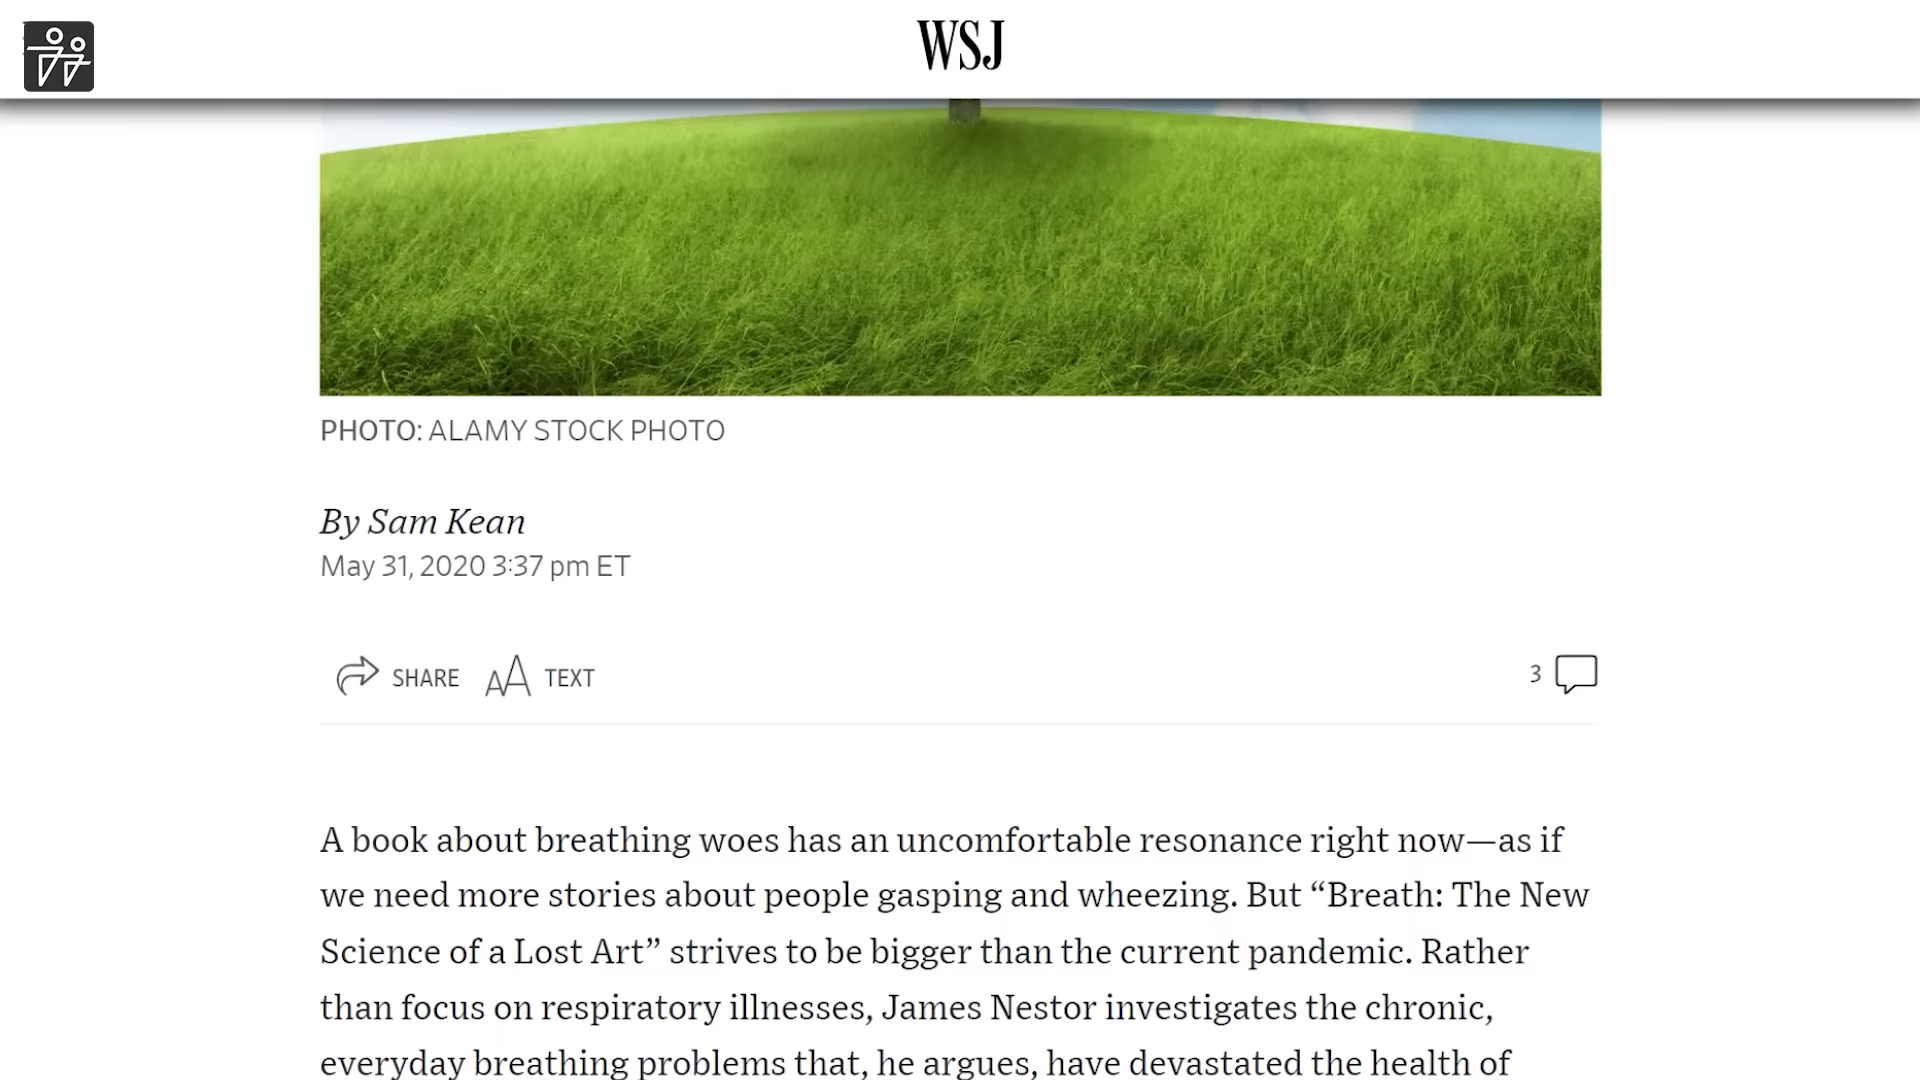 WSJ
PHOTO: ALAMY STOCK PHOTO
By Sam Kean
May 31, 2020 3:37 pm ET
SHARE
TEXT
3
A book about breathing woes has an uncomfortable resonance right now—as if
we need more stories about people gasping and wheezing. But “Breath: The New
Science of a Lost Art” strives to be bigger than the current pandemic. Rather
than focus on respiratory illnesses, James Nestor investigates the chronic,
everyday breathing problems that, he argues, have devastated the health of